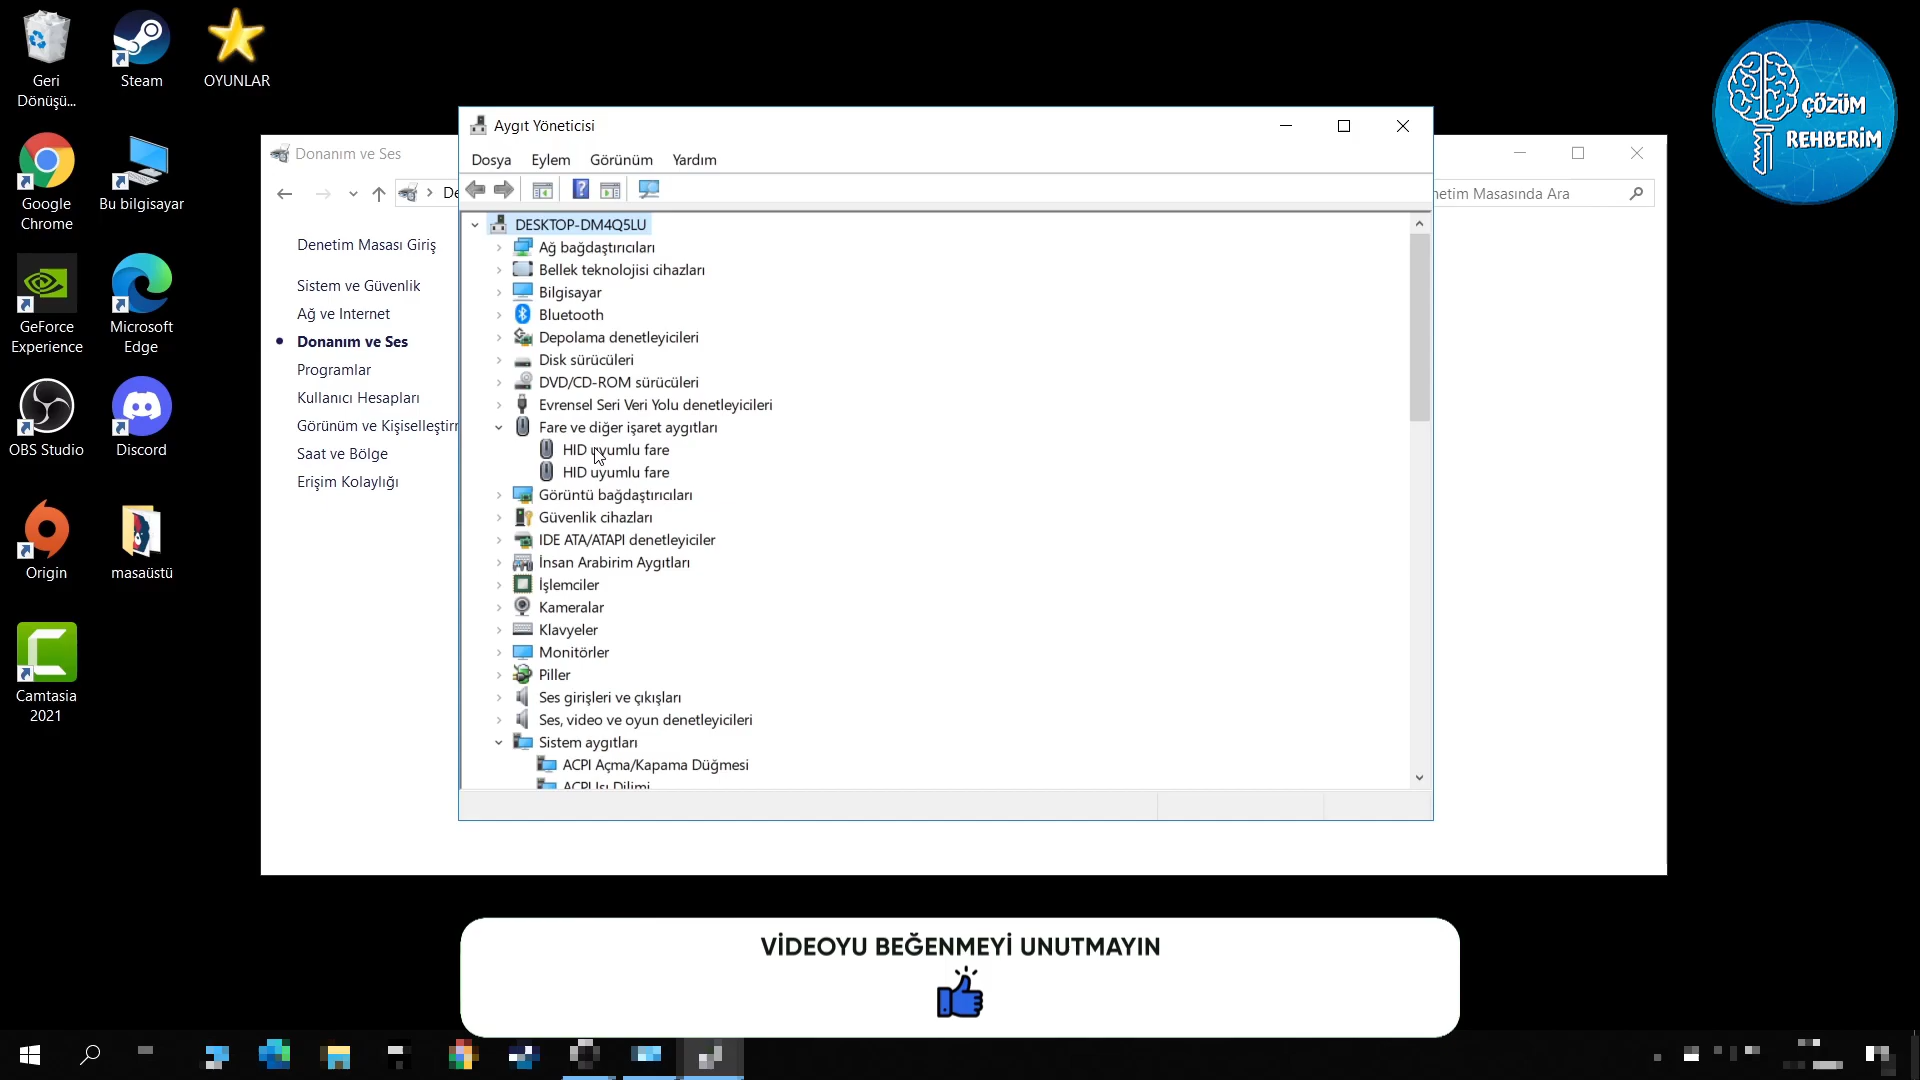 Geri
Dönüşü...
Steam
OYUNLAR
Google
Chrome
Bu bilgisayar
GeForce
Experience
Microsoft
Edge
OBS Studio
Discord
Origin
masaüstü
Camtasia
2021
ÇÖZÜM
REHBERİM
Donanım ve Ses
De
netim Masasında Ara
Denetim Masası Giriş
Sistem ve Güvenlik
Ağ ve Internet
Donanım ve Ses
Programlar
Kullanıcı Hesapları
Görünüm ve Kişiselleştirm
Saat ve Bölge
Erişim Kolaylığı
Aygıt Yöneticisi
Dosya Eylem Görünüm Yardım
DESKTOP-DM4Q5LU
Ağ bağdaştırıcıları
Bellek teknolojisi cihazları
Bilgisayar
Bluetooth
Depolama denetleyicileri
Disk sürücüleri
DVD/CD-ROM sürücüleri
Evrensel Seri Veri Yolu denetleyicileri
Fare ve diğer işaret aygıtları
HID uyumlu fare
HID uyumlu fare
Görüntü bağdaştırıcıları
Güvenlik cihazları
IDE ATA/ATAPI denetleyiciler
İnsan Arabirim Aygıtları
İşlemciler
Kameralar
Klavyeler
Monitörler
Piller
Ses girişleri ve çıkışları
Ses, video ve oyun denetleyicileri
Sistem aygıtları
ACPI Açma/Kapama Düğmesi
ACPI Isı Dilimi
VİDEOYU BEĞENMEYİ UNUTMAYIN